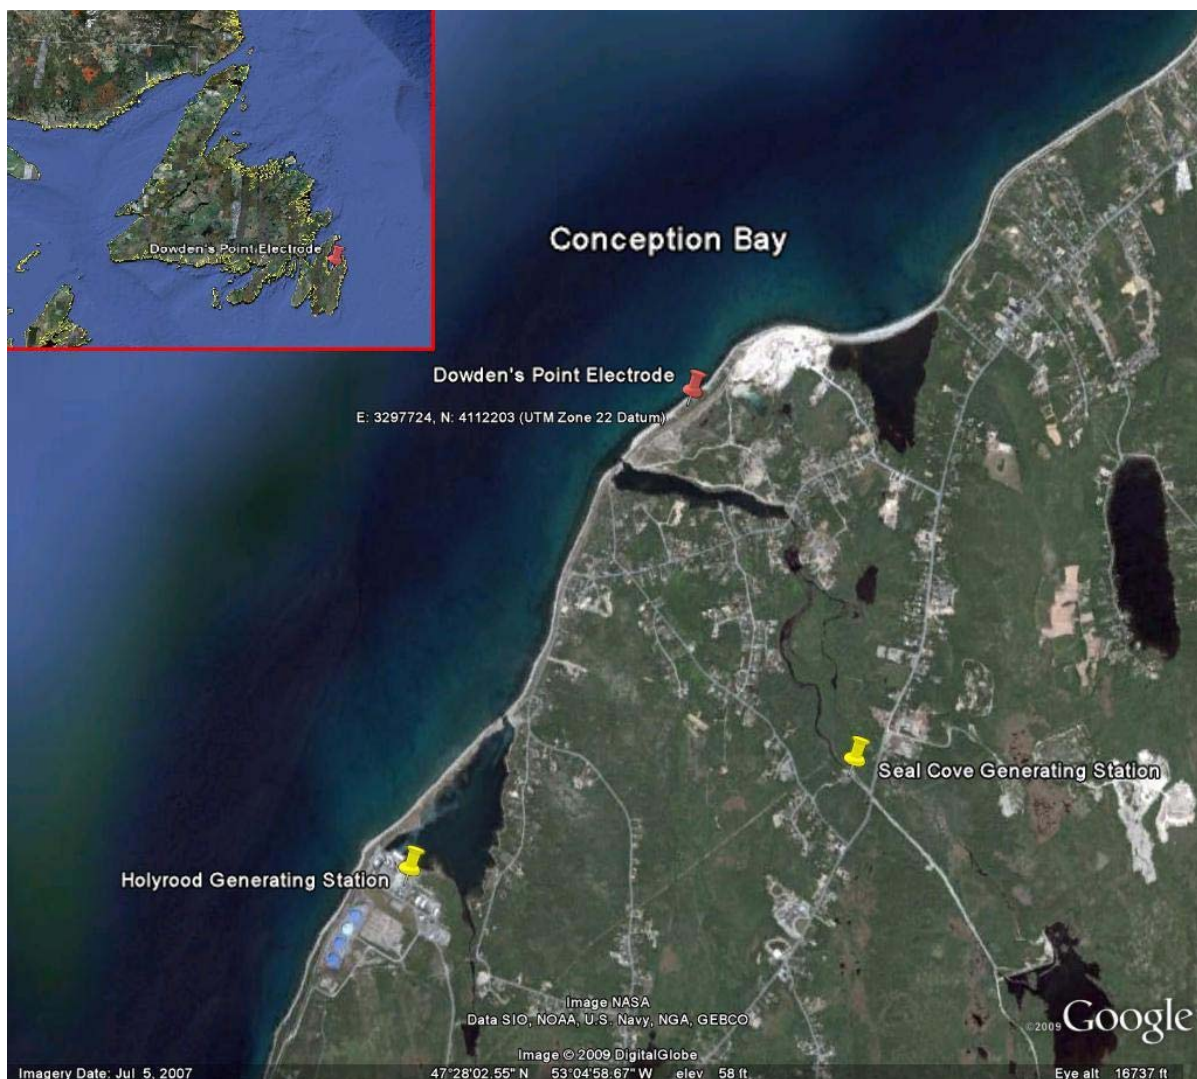 Dowden's Point Electrode
Conception Bay
Dowden's Point Electrode
E: 3297724, N: 4112203 (UTM Zone 22 Datum)
Seal Cove Generating Station
Holyrood Generating Station
Image NASA
Data SIO, NOAA, U.S. Navy, NGA, GEBCO
©2009 Google
Image © 2009 DigitalGlobe
Imagery Date: Jul 5, 2007 47°28'02.55" N 53°04'58.67" W elev 58 ft Eye alt 16737 ft